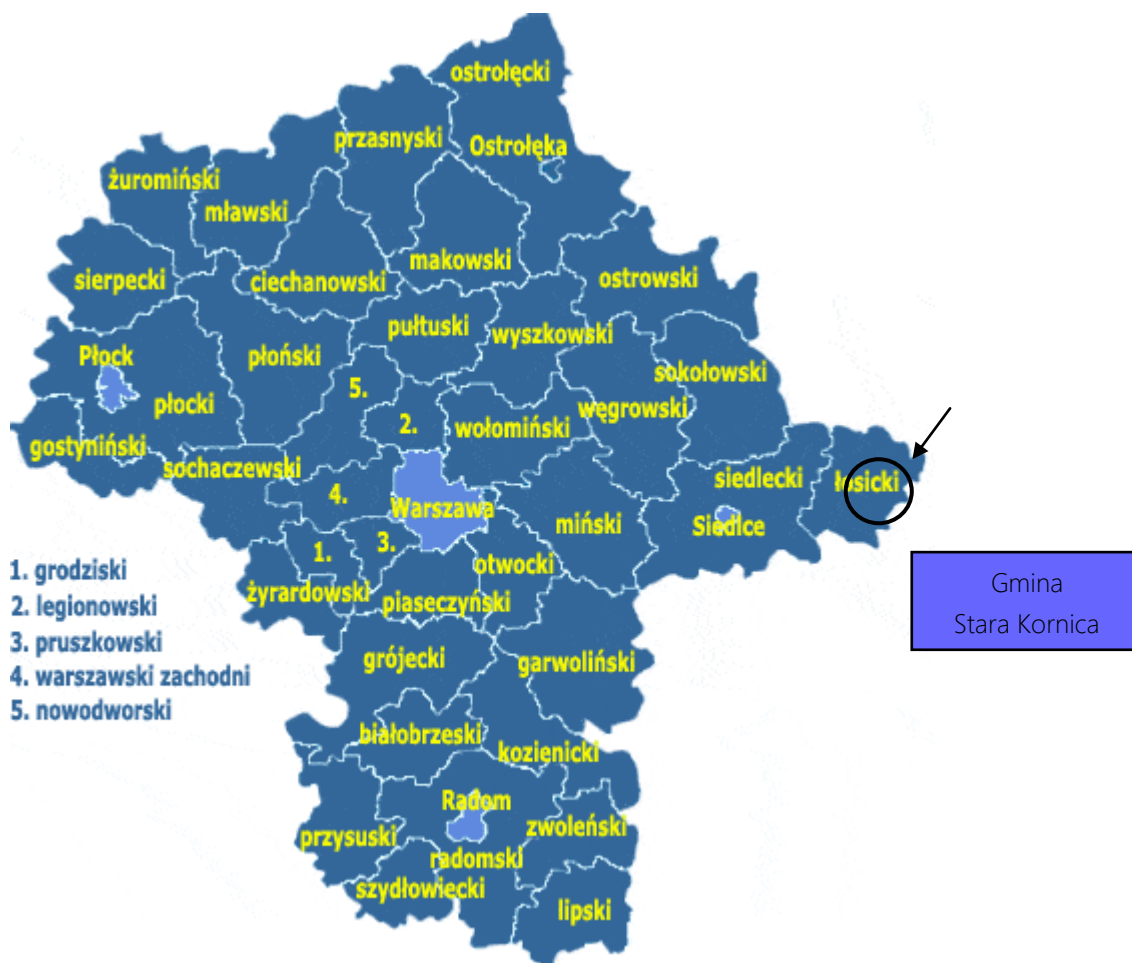 ostrołęcki
przasnyski
Ostrołęka
żuromiński
mławski
makowski
sierpecki
ciechanowski
ostrowski
pułtuski
wyszkowski
Płock
płoński
sokołowski
5.
płocki
węgrowski
2.
wołomiński
gostyniński
sochaczewski
siedlecki
łosicki
4.
Warszawa
miński
Siedlce
1.
3.
otwocki
żyrardowski
piaseczyński
1. grodziski
2. legionowski
3. pruszkowski
4. warszawski zachodni
5. nowodworski
Gmina
Stara Kornica
grójecki
garwoliński
białobrzeski
kozienicki
Radom
zwoleński
przysuski
radomski
szydłowiecki
lipski